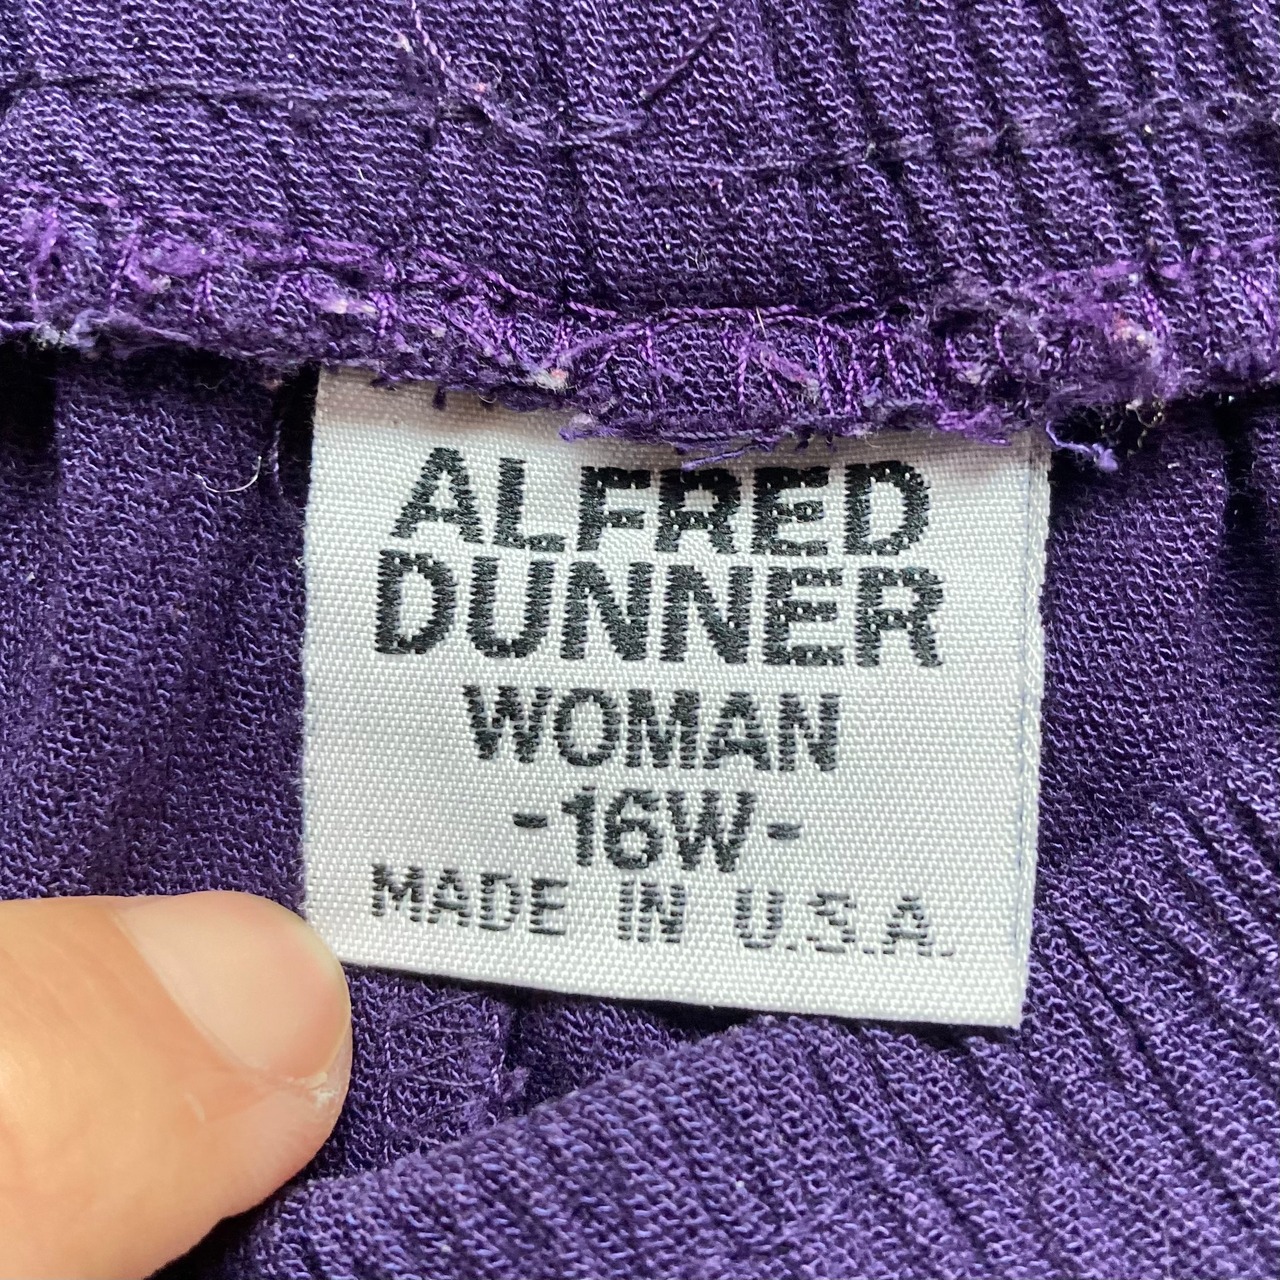 ALFRED
DUNNER
WOMAN
-16W-
MADE IN U.S.A.